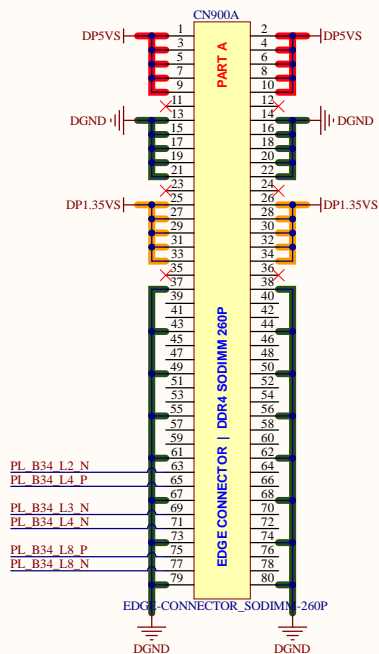 CN900A
DP5VS 1 2 DP5VS
3 4
5 6
7 8
9 10
11 12
DGND 13 14 DGND
15 16
17 18
19 20
21 22
23 24
DP1.35VS 25 26 DP1.35VS
27 28
29 30
31 32
33 34
35 36
37 38
39 40
41 42
43 44
45 46
47 48
49 50
51 52
53 54
55 56
57 58
59 60
61 62
PL_B34_L2_N 63 64
PL_B34_L4_P 65 66
67 68
PL_B34_L3_N 69 70
PL_B34_L4_N 71 72
73 74
PL_B34_L8_P 75 76
PL_B34_L8_N 77 78
79 80
PART A
EDGE CONNECTOR | DDR4 SODIMM 260P
EDGE-CONNECTOR_SODIMM-260P
DGND DGND